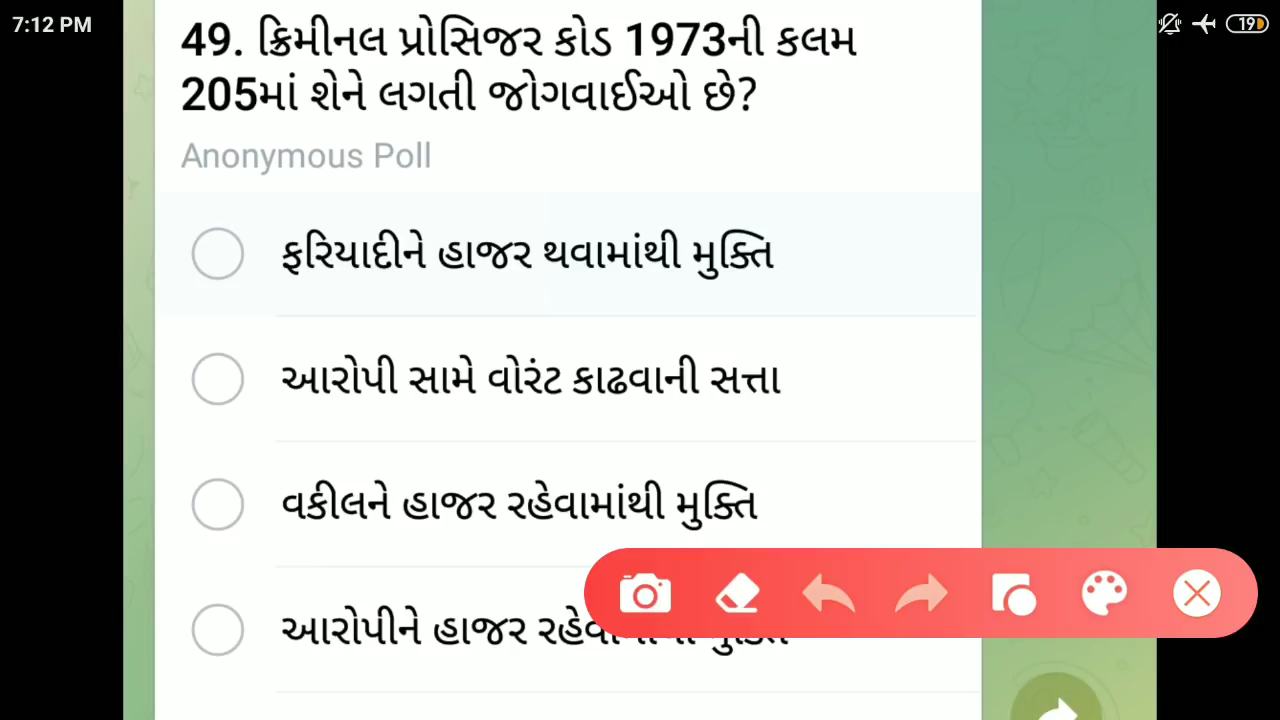 7:12 PM
19
49. ક્રિમીનલ પ્રોસિજર કોડ 1973ની કલમ
205માં શેને લગતી જોગવાઈઓ છે?
Anonymous Poll
ફરિયાદીને હાજર થવામાંથી મુક્તિ
આરોપી સામે વોરંટ કાઢવાની સત્તા
વકીલને હાજર રહેવામાંથી મુક્તિ
આરોપીને હાજર